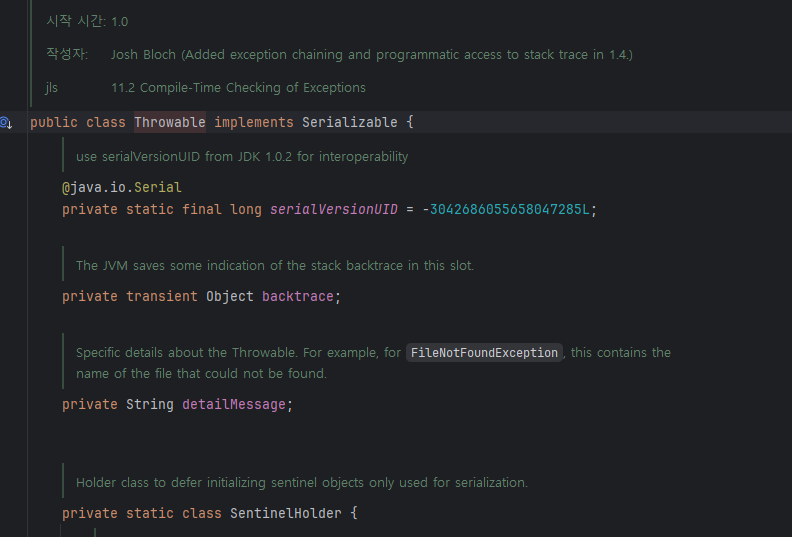 시작 시간: 1.0
작성자: Josh Bloch (Added exception chaining and programmatic access to stack trace in 1.4.)
jls 11.2 Compile-Time Checking of Exceptions
public class Throwable implements Serializable {
use serialVersionUID from JDK 1.0.2 for interoperability
@java.io.Serial
private static final long serialVersionUID = -3042686055658047285L;
The JVM saves some indication of the stack backtrace in this slot.
private transient Object backtrace;
Specific details about the Throwable. For example, for FileNotFoundException, this contains the
name of the file that could not be found.
private String detailMessage;
Holder class to defer initializing sentinel objects only used for serialization.
private static class SentinelHolder {